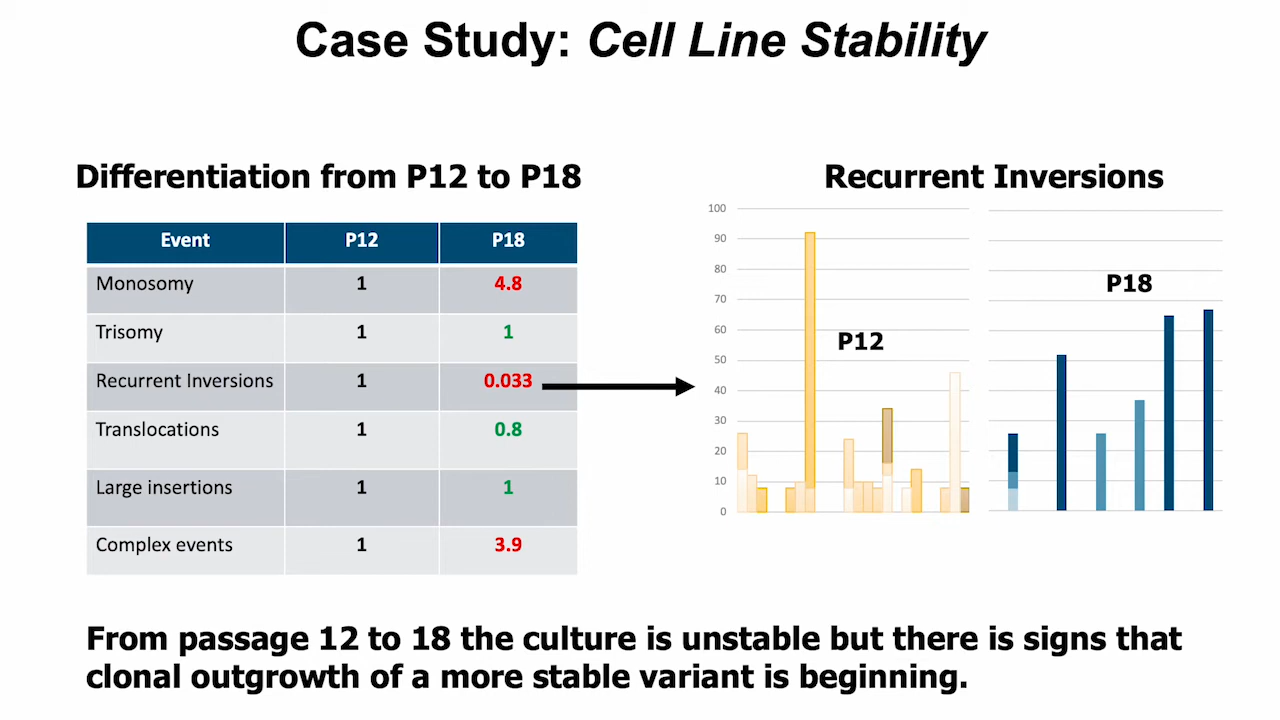 Case Study: Cell Line Stability
Differentiation from P12 to P18
Event P12 P18
Monosomy 1 4.8
Trisomy 1 1
Recurrent Inversions 1 0.033
Translocations 1 0.8
Large insertions 1 1
Complex events 1 3.9
Recurrent Inversions
100
90
80
70
60
50
40
30
20
10
0
P12
P18
From passage 12 to 18 the culture is unstable but there is signs that
clonal outgrowth of a more stable variant is beginning.